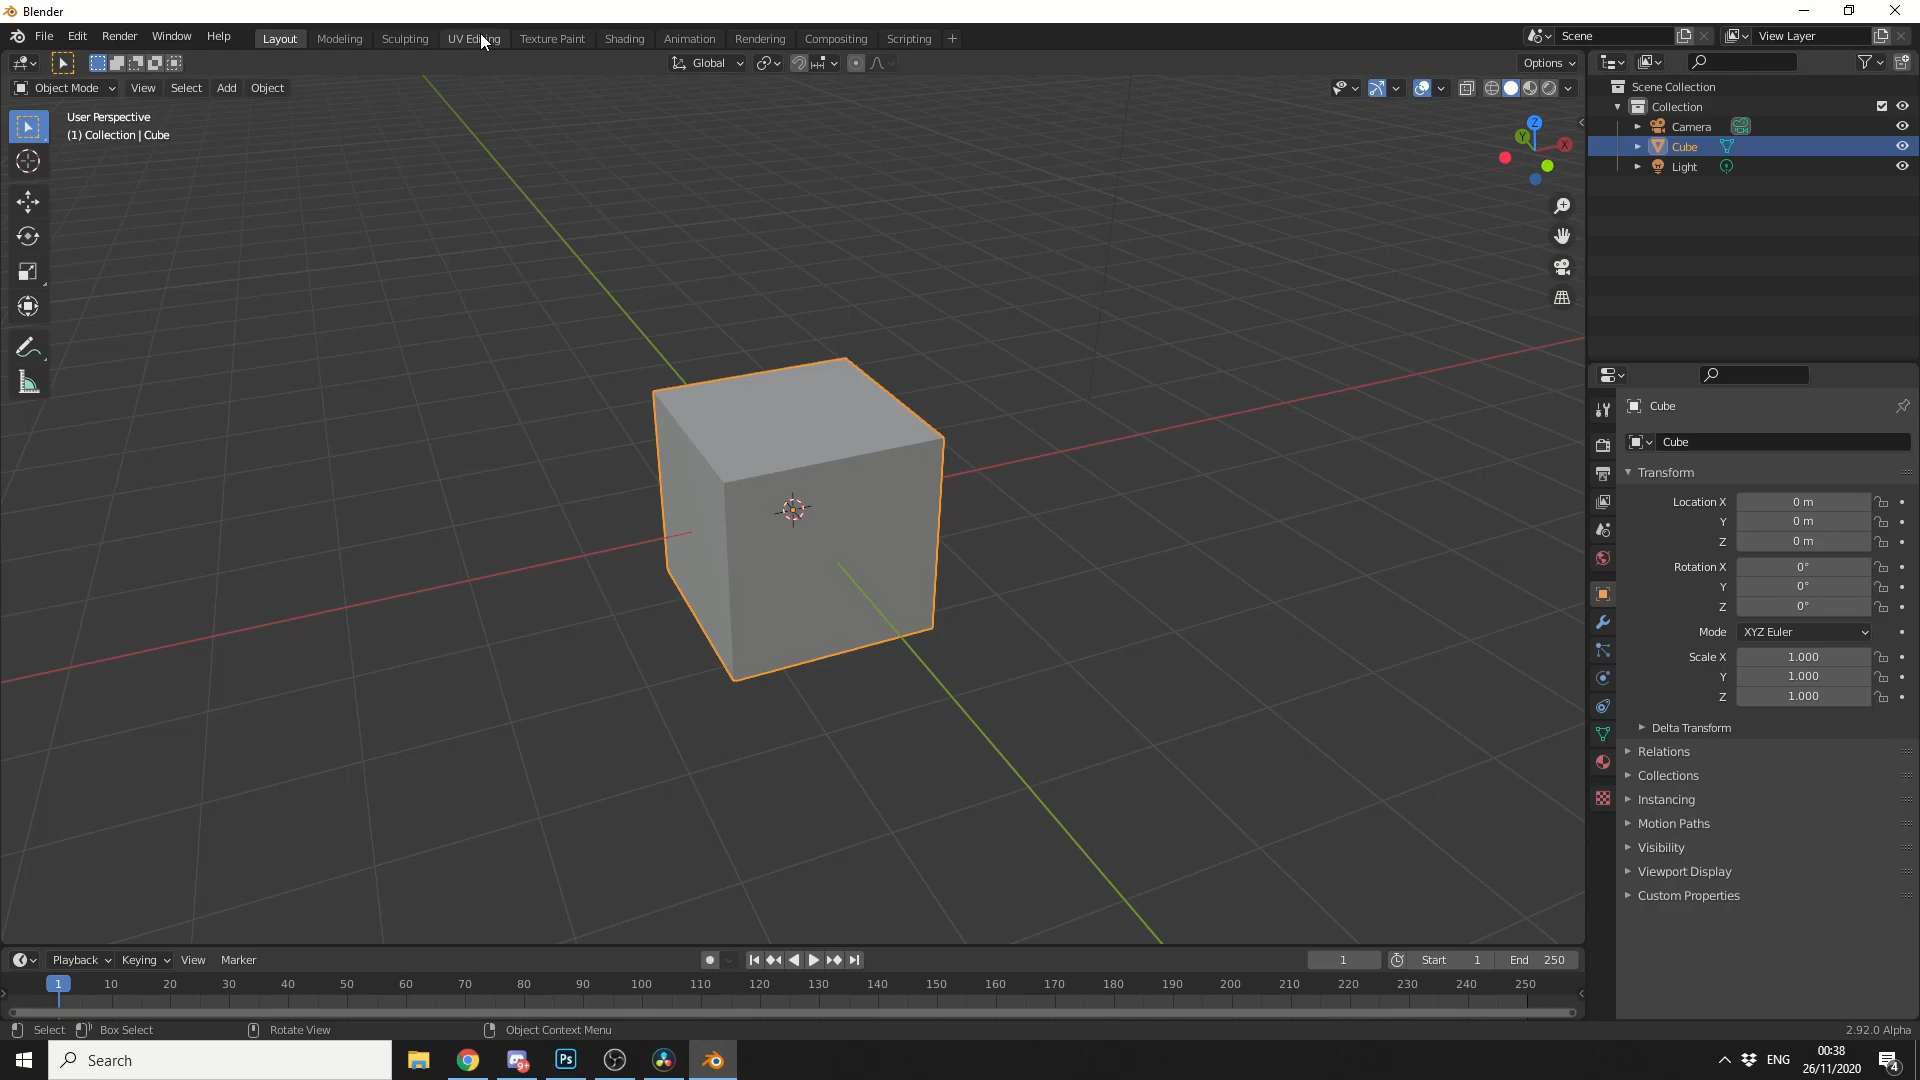 Blender
File Edit Render Window Help Layout Modeling Sculpting UV Editing Texture Paint Shading Animation Rendering Compositing Scripting + Scene View Layer
Global Options
Object Mode View Select Add Object
User Perspective
(1) Collection | Cube
Z
Y
X
Scene Collection
Collection
Camera
Cube
Light
Cube
Cube
Transform
Location X 0 m
Y 0 m
Z 0 m
Rotation X 0°
Y 0°
Z 0°
Mode XYZ Euler
Scale X 1.000
Y 1.000
Z 1.000
Delta Transform
Relations
Collections
Instancing
Motion Paths
Visibility
Viewport Display
Custom Properties
Playback Keying View Marker 1 Start 1 End 250
1 10 20 30 40 50 60 70 80 90 100 110 120 130 140 150 160 170 180 190 200 210 220 230 240 250
Select Box Select Rotate View Object Context Menu 2.92.0 Alpha
Search 9+ Ps ENG 00:38
26/11/2020 4